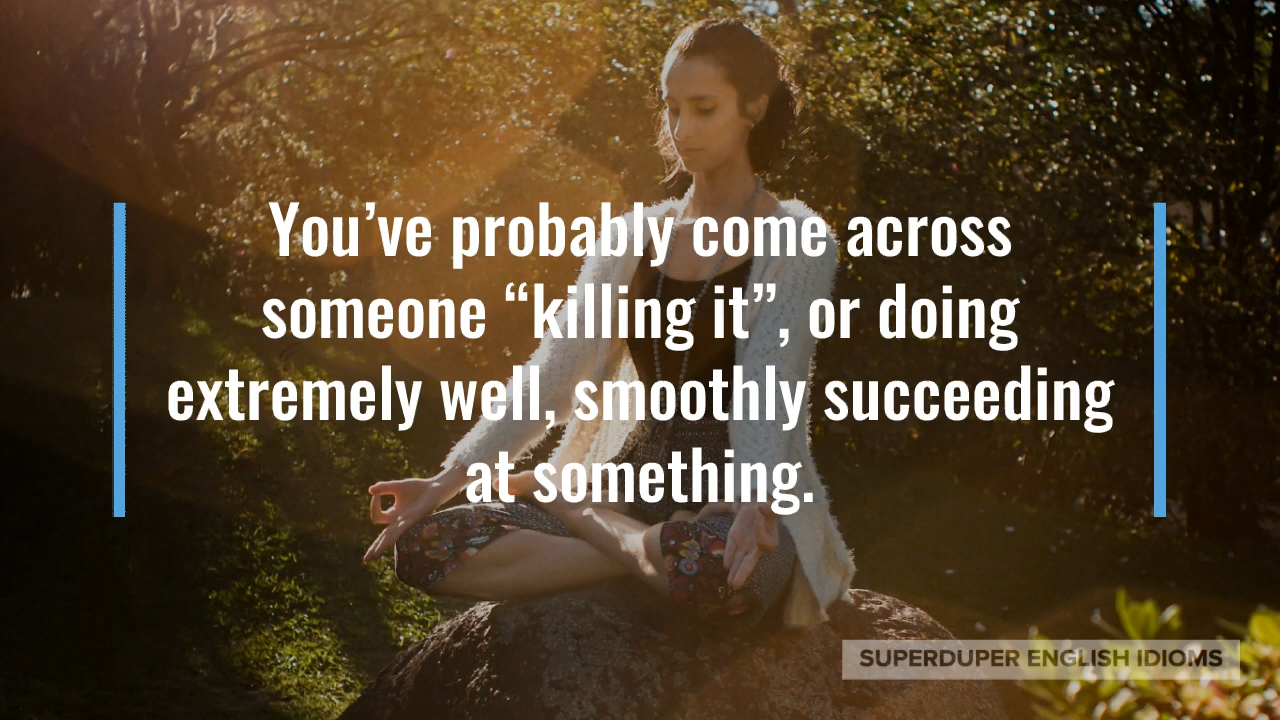 You’ve probably come across
someone “killing it”, or doing
extremely well, smoothly succeeding
at something.
SUPERDUPER ENGLISH IDIOMS